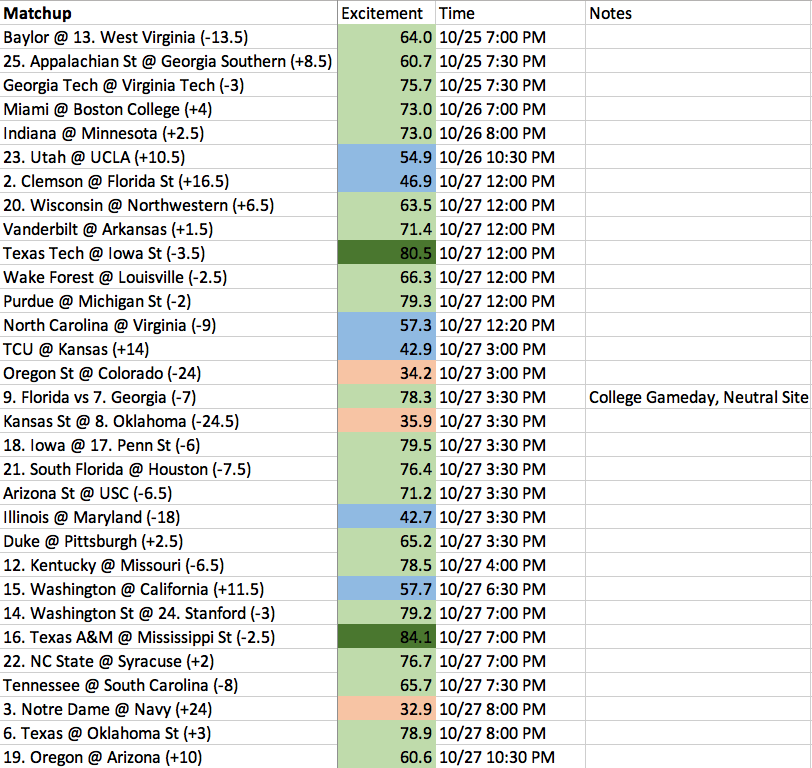 Matchup Excitement Time Notes
Baylor @ 13. West Virginia (-13.5) 64.0 10/25 7:00 PM
25. Appalachian St @ Georgia Southern (+8.5) 60.7 10/25 7:30 PM
Georgia Tech @ Virginia Tech (-3) 75.7 10/25 7:30 PM
Miami @ Boston College (+4) 73.0 10/26 7:00 PM
Indiana @ Minnesota (+2.5) 73.0 10/26 8:00 PM
23. Utah @ UCLA (+10.5) 54.9 10/26 10:30 PM
2. Clemson @ Florida St (+16.5) 46.9 10/27 12:00 PM
20. Wisconsin @ Northwestern (+6.5) 63.5 10/27 12:00 PM
Vanderbilt @ Arkansas (+1.5) 71.4 10/27 12:00 PM
Texas Tech @ Iowa St (-3.5) 80.5 10/27 12:00 PM
Wake Forest @ Louisville (-2.5) 66.3 10/27 12:00 PM
Purdue @ Michigan St (-2) 79.3 10/27 12:00 PM
North Carolina @ Virginia (-9) 57.3 10/27 12:20 PM
TCU @ Kansas (+14) 42.9 10/27 3:00 PM
Oregon St @ Colorado (-24) 34.2 10/27 3:00 PM
9. Florida vs 7. Georgia (-7) 78.3 10/27 3:30 PM College Gameday, Neutral Site
Kansas St @ 8. Oklahoma (-24.5) 35.9 10/27 3:30 PM
18. Iowa @ 17. Penn St (-6) 79.5 10/27 3:30 PM
21. South Florida @ Houston (-7.5) 76.4 10/27 3:30 PM
Arizona St @ USC (-6.5) 71.2 10/27 3:30 PM
Illinois @ Maryland (-18) 42.7 10/27 3:30 PM
Duke @ Pittsburgh (+2.5) 65.2 10/27 3:30 PM
12. Kentucky @ Missouri (-6.5) 78.5 10/27 4:00 PM
15. Washington @ California (+11.5) 57.7 10/27 6:30 PM
14. Washington St @ 24. Stanford (-3) 79.2 10/27 7:00 PM
16. Texas A&M @ Mississippi St (-2.5) 84.1 10/27 7:00 PM
22. NC State @ Syracuse (+2) 76.7 10/27 7:00 PM
Tennessee @ South Carolina (-8) 65.7 10/27 7:30 PM
3. Notre Dame @ Navy (+24) 32.9 10/27 8:00 PM
6. Texas @ Oklahoma St (+3) 78.9 10/27 8:00 PM
19. Oregon @ Arizona (+10) 60.6 10/27 10:30 PM